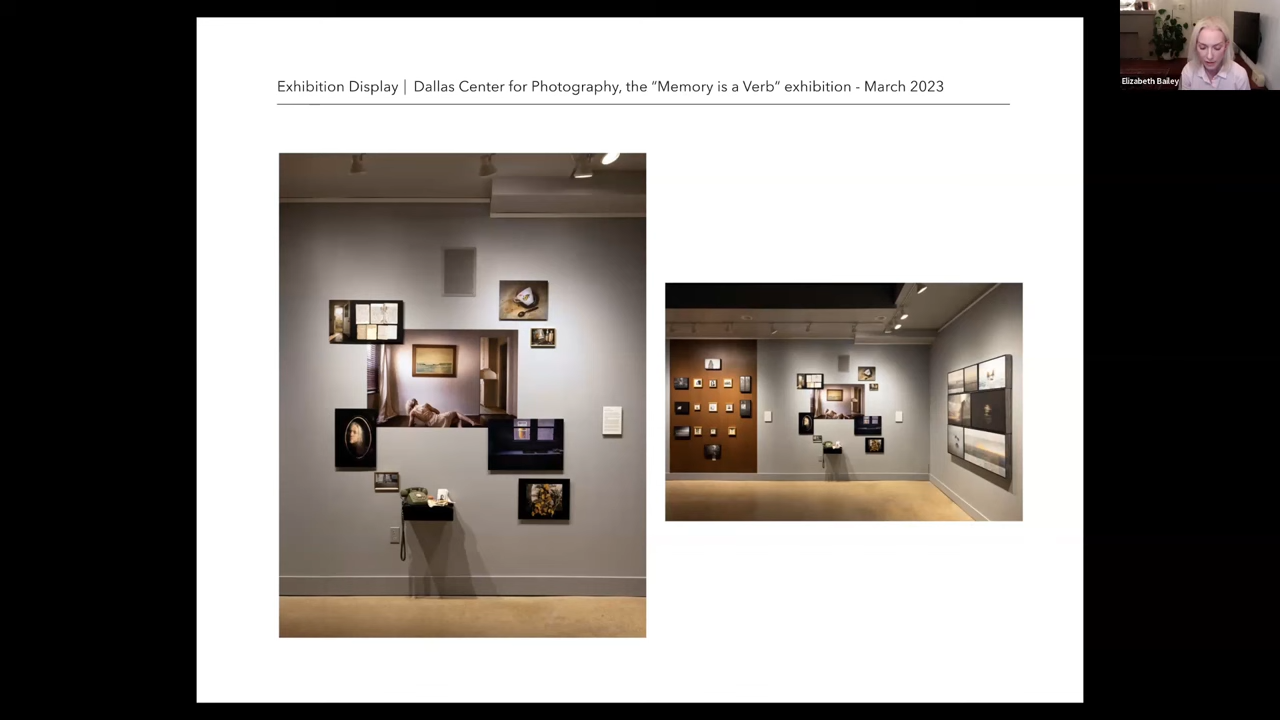 Exhibition Display | Dallas Center for Photography, the "Memory is a Verb" exhibition - March 2023
Elizabeth Bailey